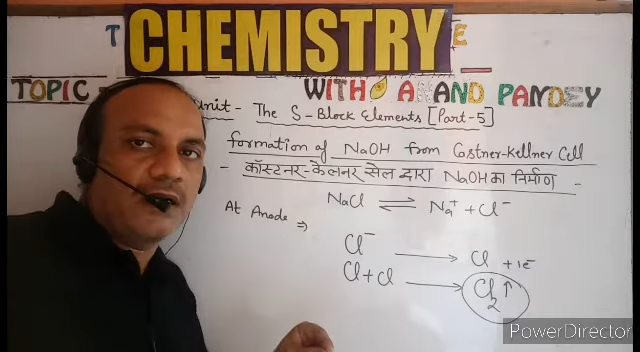 T CHEMISTRY E
TOPIC - WITH ANAND PANDEY
unit - The S-Block Elements [Part-5]
formation of NaOH from Castner-Kellner Cell
- कॉस्टनर-केलनर सेल द्वारा NaOH का निर्माण -
NaCl ⇌ Na⁺ + Cl⁻
At Anode ⇒
Cl⁻ ⟶ Cl + 1e⁻
Cl + Cl ⟶ Cl₂↑
PowerDirector